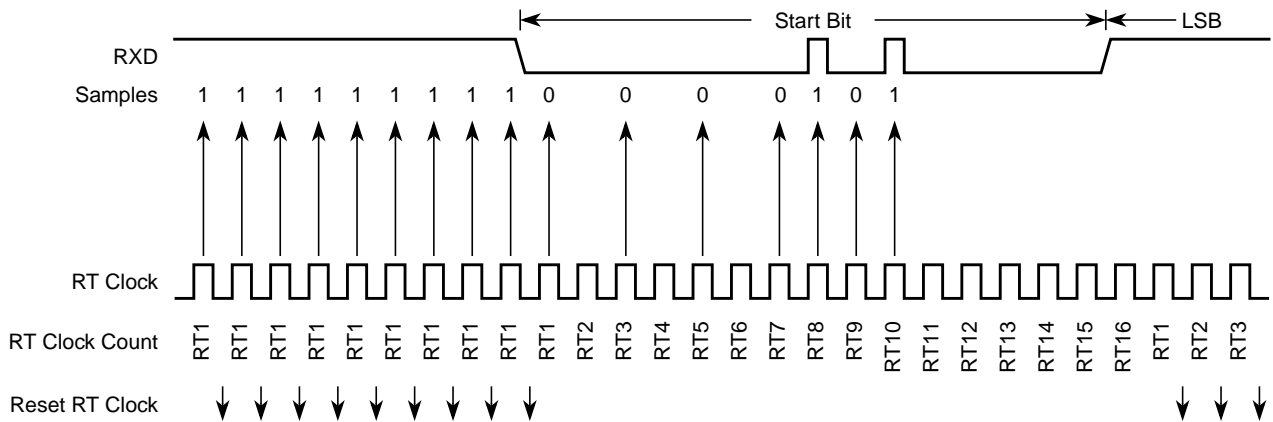 Start Bit LSB
RXD
Samples 1 1 1 1 1 1 1 1 1 0 0 0 0 1 0 1
RT Clock
RT Clock Count RT1 RT1 RT1 RT1 RT1 RT1 RT1 RT1 RT1 RT1 RT2 RT3 RT4 RT5 RT6 RT7 RT8 RT9 RT10 RT11 RT12 RT13 RT14 RT15 RT16 RT1 RT2 RT3
Reset RT Clock